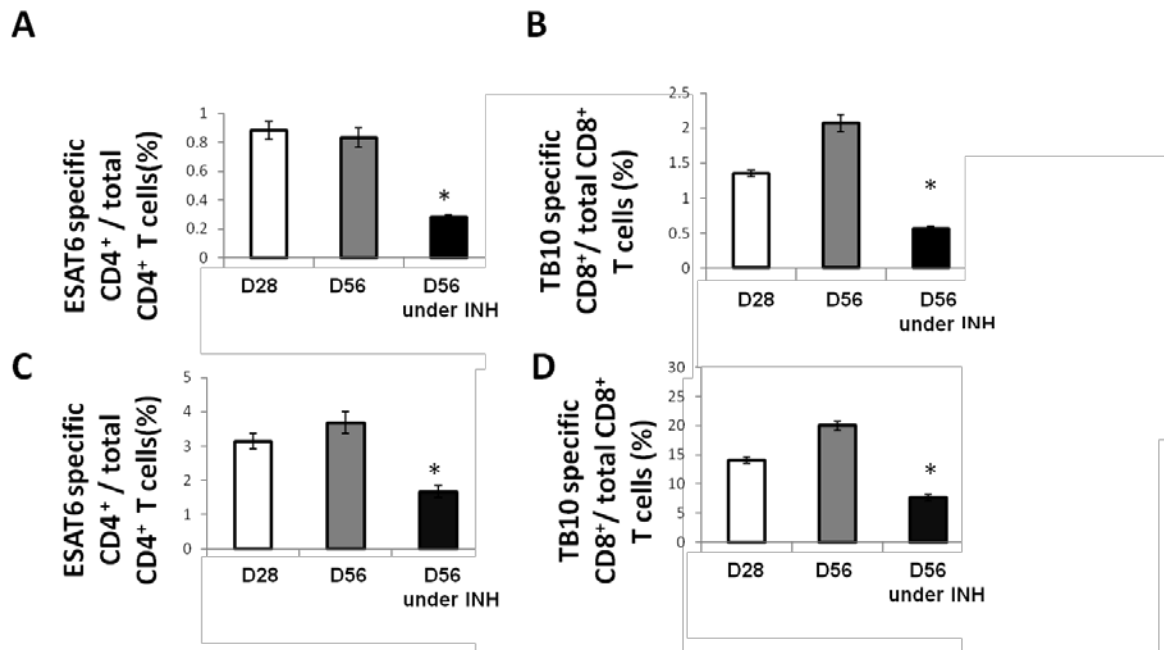 A
ESAT6 specific
CD4⁺ / total
CD4⁺ T cells(%)
1
0.8
0.6
0.4
0.2
0
*
D28
D56
D56
under INH
B
TB10 specific
CD8⁺/ total CD8⁺
T cells (%)
2.5
2
1.5
1
0.5
0
*
D28
D56
D56
under INH
C
ESAT6 specific
CD4⁺ / total
CD4⁺ T cells(%)
5
4
3
2
1
0
*
D28
D56
D56
under INH
D
TB10 specific
CD8⁺/ total CD8⁺
T cells (%)
30
25
20
15
10
5
0
*
D28
D56
D56
under INH